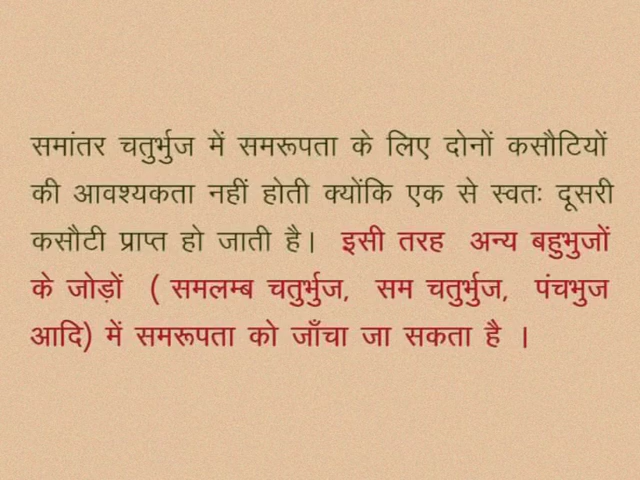 समांतर चतुर्भुज में समरूपता के लिए दोनों कसौटियों
की आवश्यकता नहीं होती क्योंकि एक से स्वतः दूसरी
कसौटी प्राप्त हो जाती है। इसी तरह अन्य बहुभुजों
के जोड़ों ( समलम्ब चतुर्भुज, सम चतुर्भुज, पंचभुज
आदि) में समरूपता को जाँचा जा सकता है ।